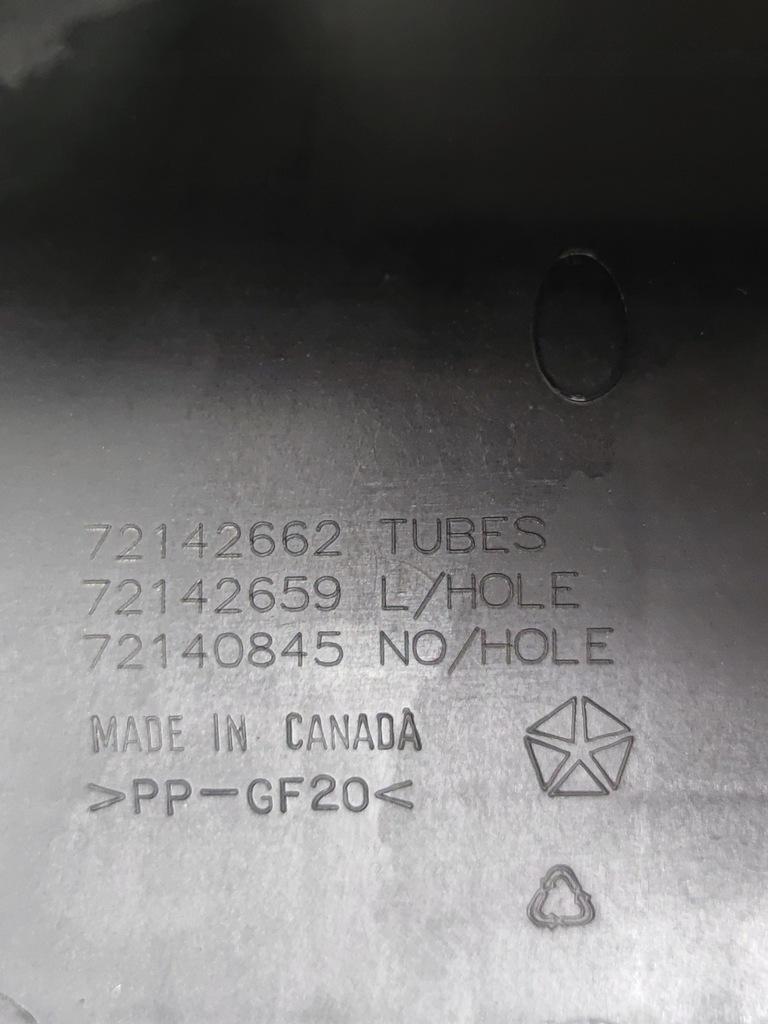 72142662 TUBES
72142659 L/HOLE
72140845 NO/HOLE
MADE IN CANADA
>PP-GF20<